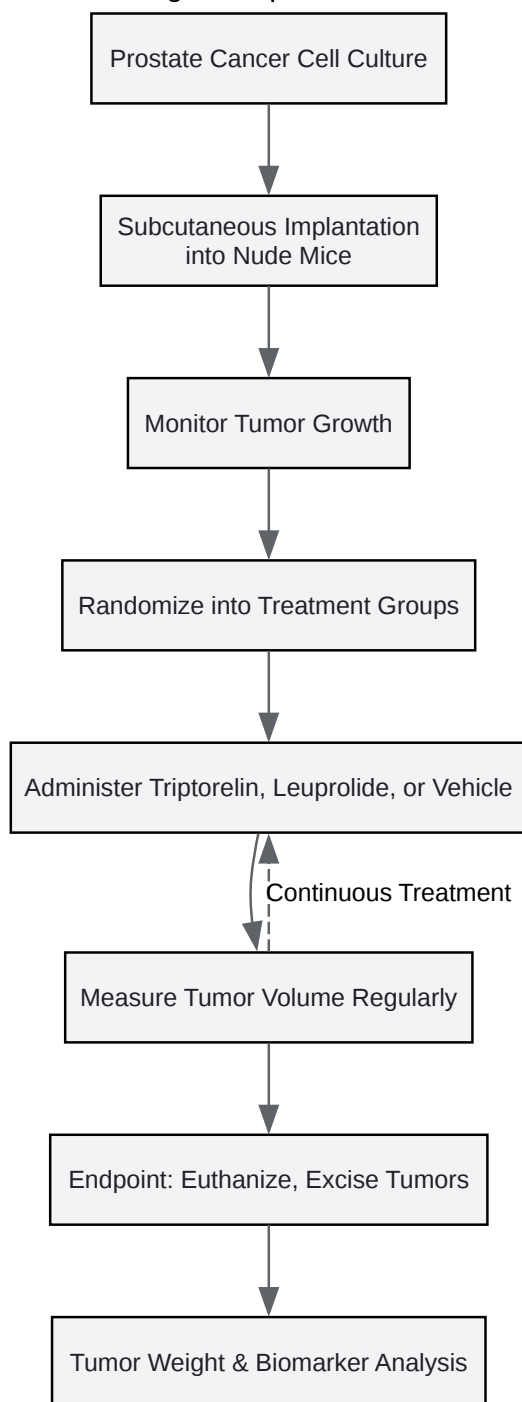 Prostate Cancer Cell Culture
Subcutaneous Implantation
into Nude Mice
Monitor Tumor Growth
Randomize into Treatment Groups
Administer Triptorelin, Leuprolide, or Vehicle
Continuous Treatment
Measure Tumor Volume Regularly
Endpoint: Euthanize, Excise Tumors
Tumor Weight & Biomarker Analysis